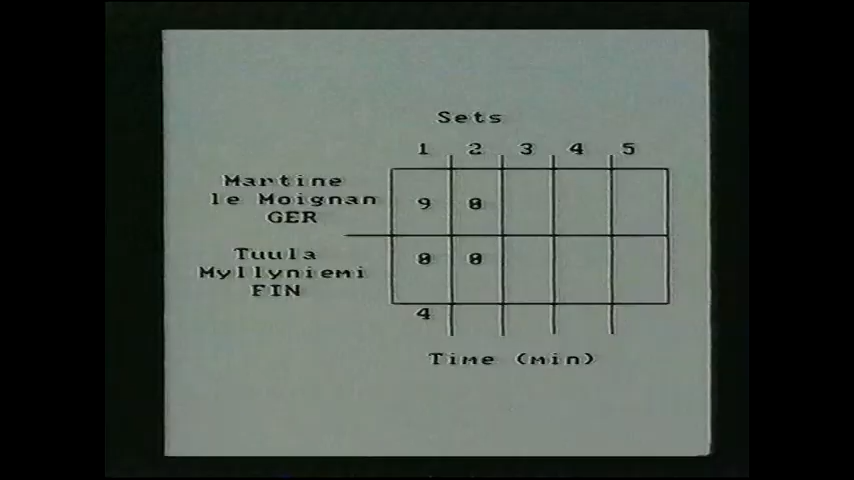 Sets
1 2 3 4 5
Martine
le Moignan
GER
9 0
Tuula
Myllyniemi
FIN
0 0
4
Time (min)